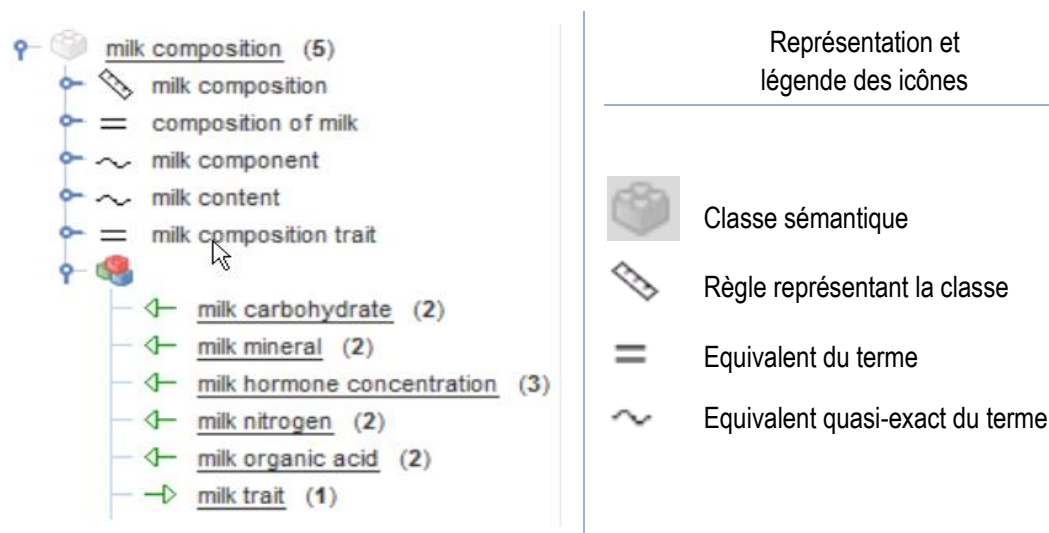 milk composition (5)
milk composition
composition of milk
milk component
milk content
milk composition trait
milk carbohydrate (2)
milk mineral (2)
milk hormone concentration (3)
milk nitrogen (2)
milk organic acid (2)
milk trait (1)
Représentation et
légende des icônes
Classe sémantique
Règle représentant la classe
Equivalent du terme
Equivalent quasi-exact du terme